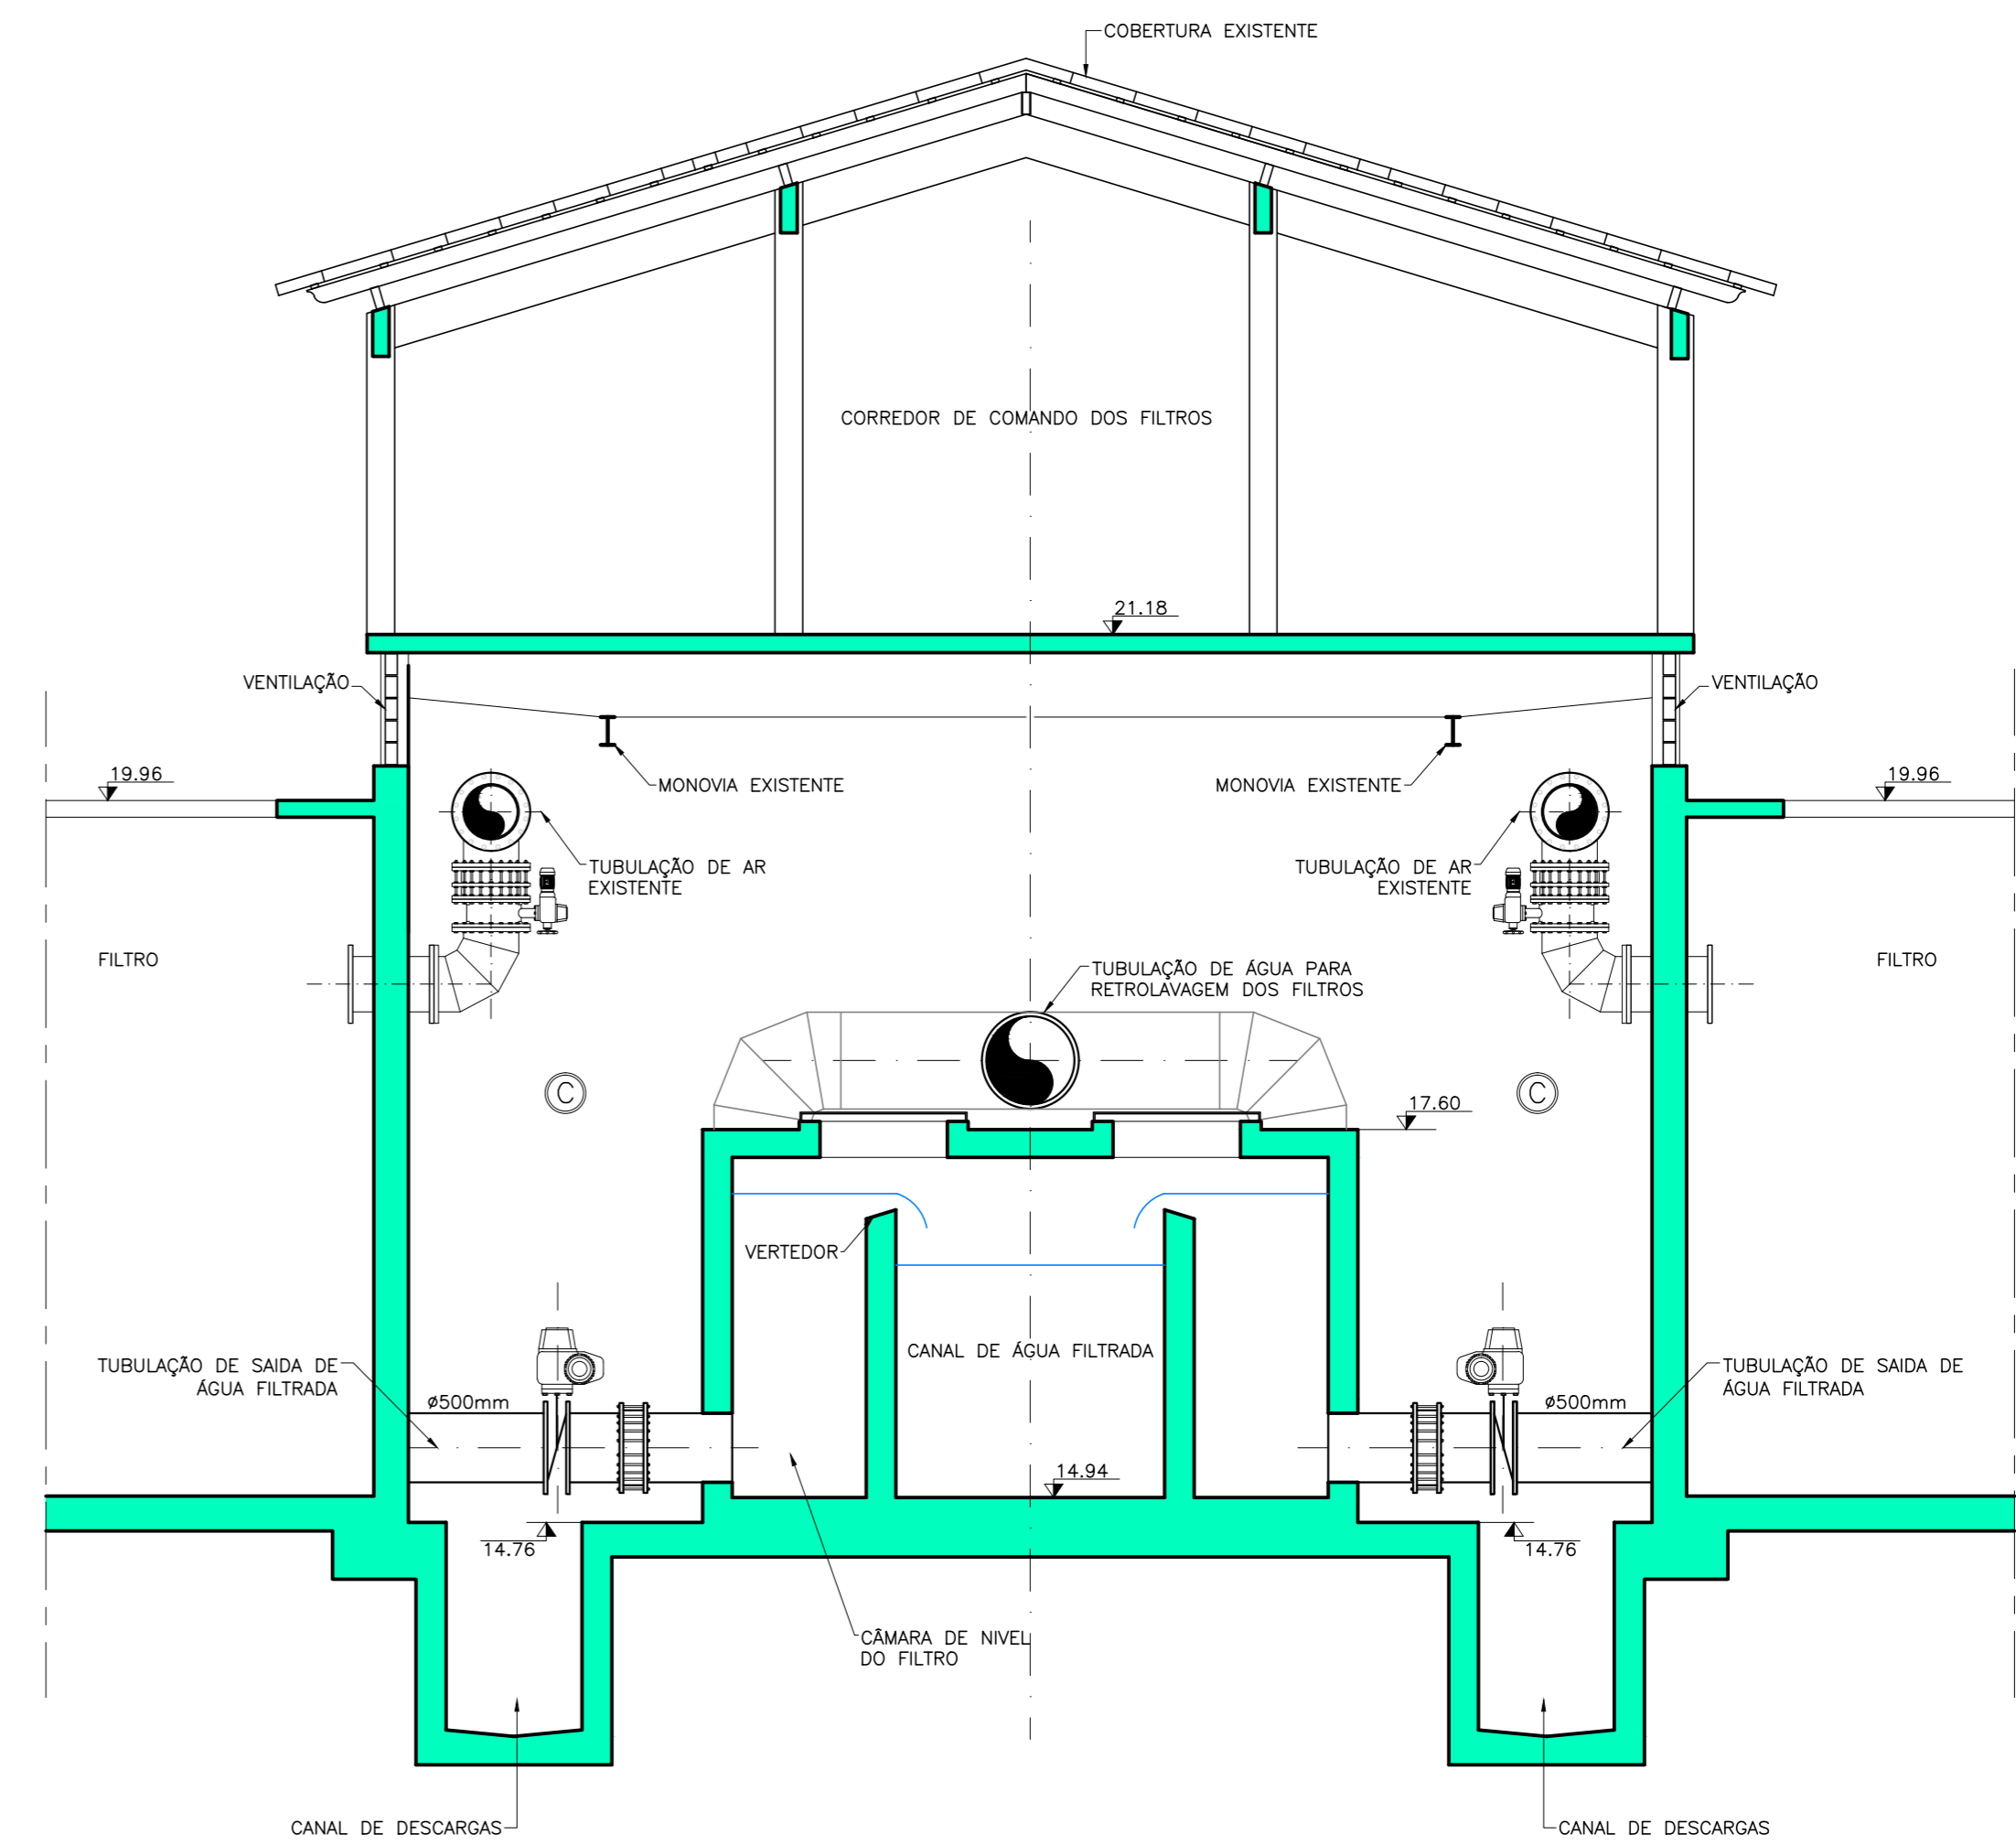 COBERTURA EXISTENTE
CORREDOR DE COMANDO DOS FILTROS
21.18
VENTILAÇÃO
VENTILAÇÃO
19.96
MONOVIA EXISTENTE
MONOVIA EXISTENTE
19.96
TUBULAÇÃO DE AR
EXISTENTE
TUBULAÇÃO DE AR
EXISTENTE
FILTRO
TUBULAÇÃO DE ÁGUA PARA
RETROLAVAGEM DOS FILTROS
FILTRO
C
C
17.60
VERTEDOR
CANAL DE ÁGUA FILTRADA
TUBULAÇÃO DE SAIDA DE
ÁGUA FILTRADA
TUBULAÇÃO DE SAIDA DE
ÁGUA FILTRADA
ø500mm
ø500mm
14.94
14.76
14.76
CÂMARA DE NIVEL
DO FILTRO
CANAL DE DESCARGAS
CANAL DE DESCARGAS